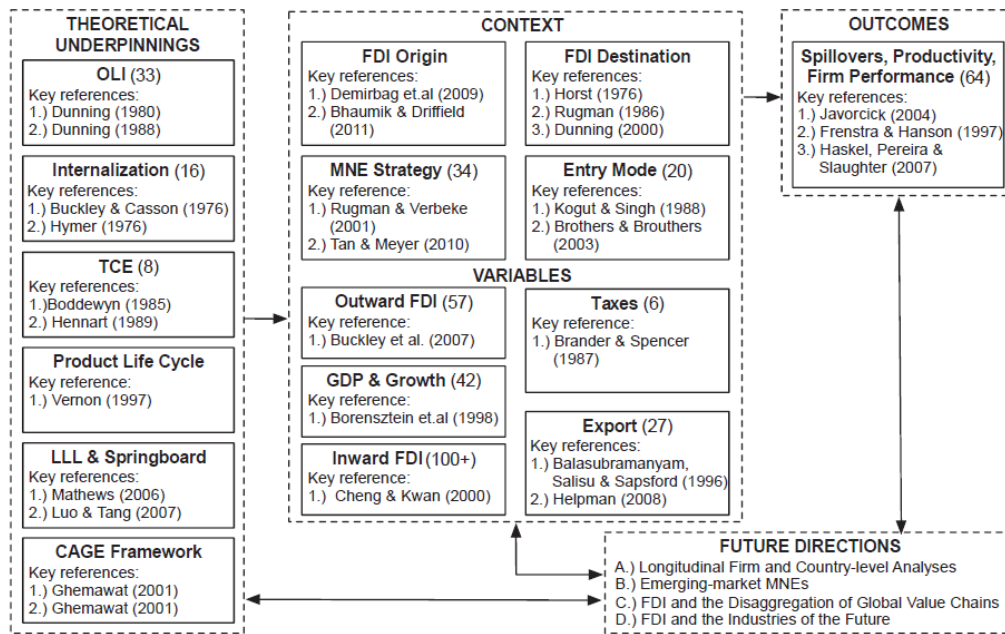 THEORETICAL
UNDERPINNINGS
OLI (33)
Key references:
1.) Dunning (1980)
2.) Dunning (1988)
Internalization (16)
Key references:
1.) Buckley & Casson (1976)
2.) Hymer (1976)
TCE (8)
Key references:
1.)Boddewyn (1985)
2.) Hennart (1989)
Product Life Cycle
Key reference:
1.) Vernon (1997)
LLL & Springboard
1.) Mathews (2006)
2.) Luo & Tang (2007)
CAGE Framework
Key references:
1.) Ghemawat (2001)
2.) Ghemawat (2001)
CONTEXT
FDI Origin
Key references:
1.) Demirbag et.al (2009)
2.) Bhaumik & Driffield
(2011)
FDI Destination
Key references:
1.) Horst (1976)
2.) Rugman (1986)
3.) Dunning (2000)
MNE Strategy (34)
Key references:
1.) Rugman & Verbeke
(2001)
2.) Tan & Meyer (2010)
Entry Mode (20)
Key references:
1.) Kogut & Singh (1988)
2.) Brothers & Brouthers
(2003)
VARIABLES
Outward FDI (57)
Key reference:
1.) Buckley et al. (2007)
Taxes (6)
Key reference:
1.) Brander & Spencer
(1987)
GDP & Growth (42)
Key reference:
1.) Borensztein et.al (1998)
Export (27)
Key references:
1.) Balasubramanyam,
Salisu & Sapsford (1996)
2.) Helpman (2008)
Inward FDI (100+)
Key reference:
1.) Cheng & Kwan (2000)
OUTCOMES
Spillovers, Productivity,
Firm Performance (64)
Key references:
1.) Javorcick (2004)
2.) Frenstra & Hanson (1997)
3.) Haskel, Pereira &
Slaughter (2007)
FUTURE DIRECTIONS
A.) Longitudinal Firm and Country-level Analyses
B.) Emerging-market MNEs
C.) FDI and the Disaggregation of Global Value Chains
D.) FDI and the Industries of the Future